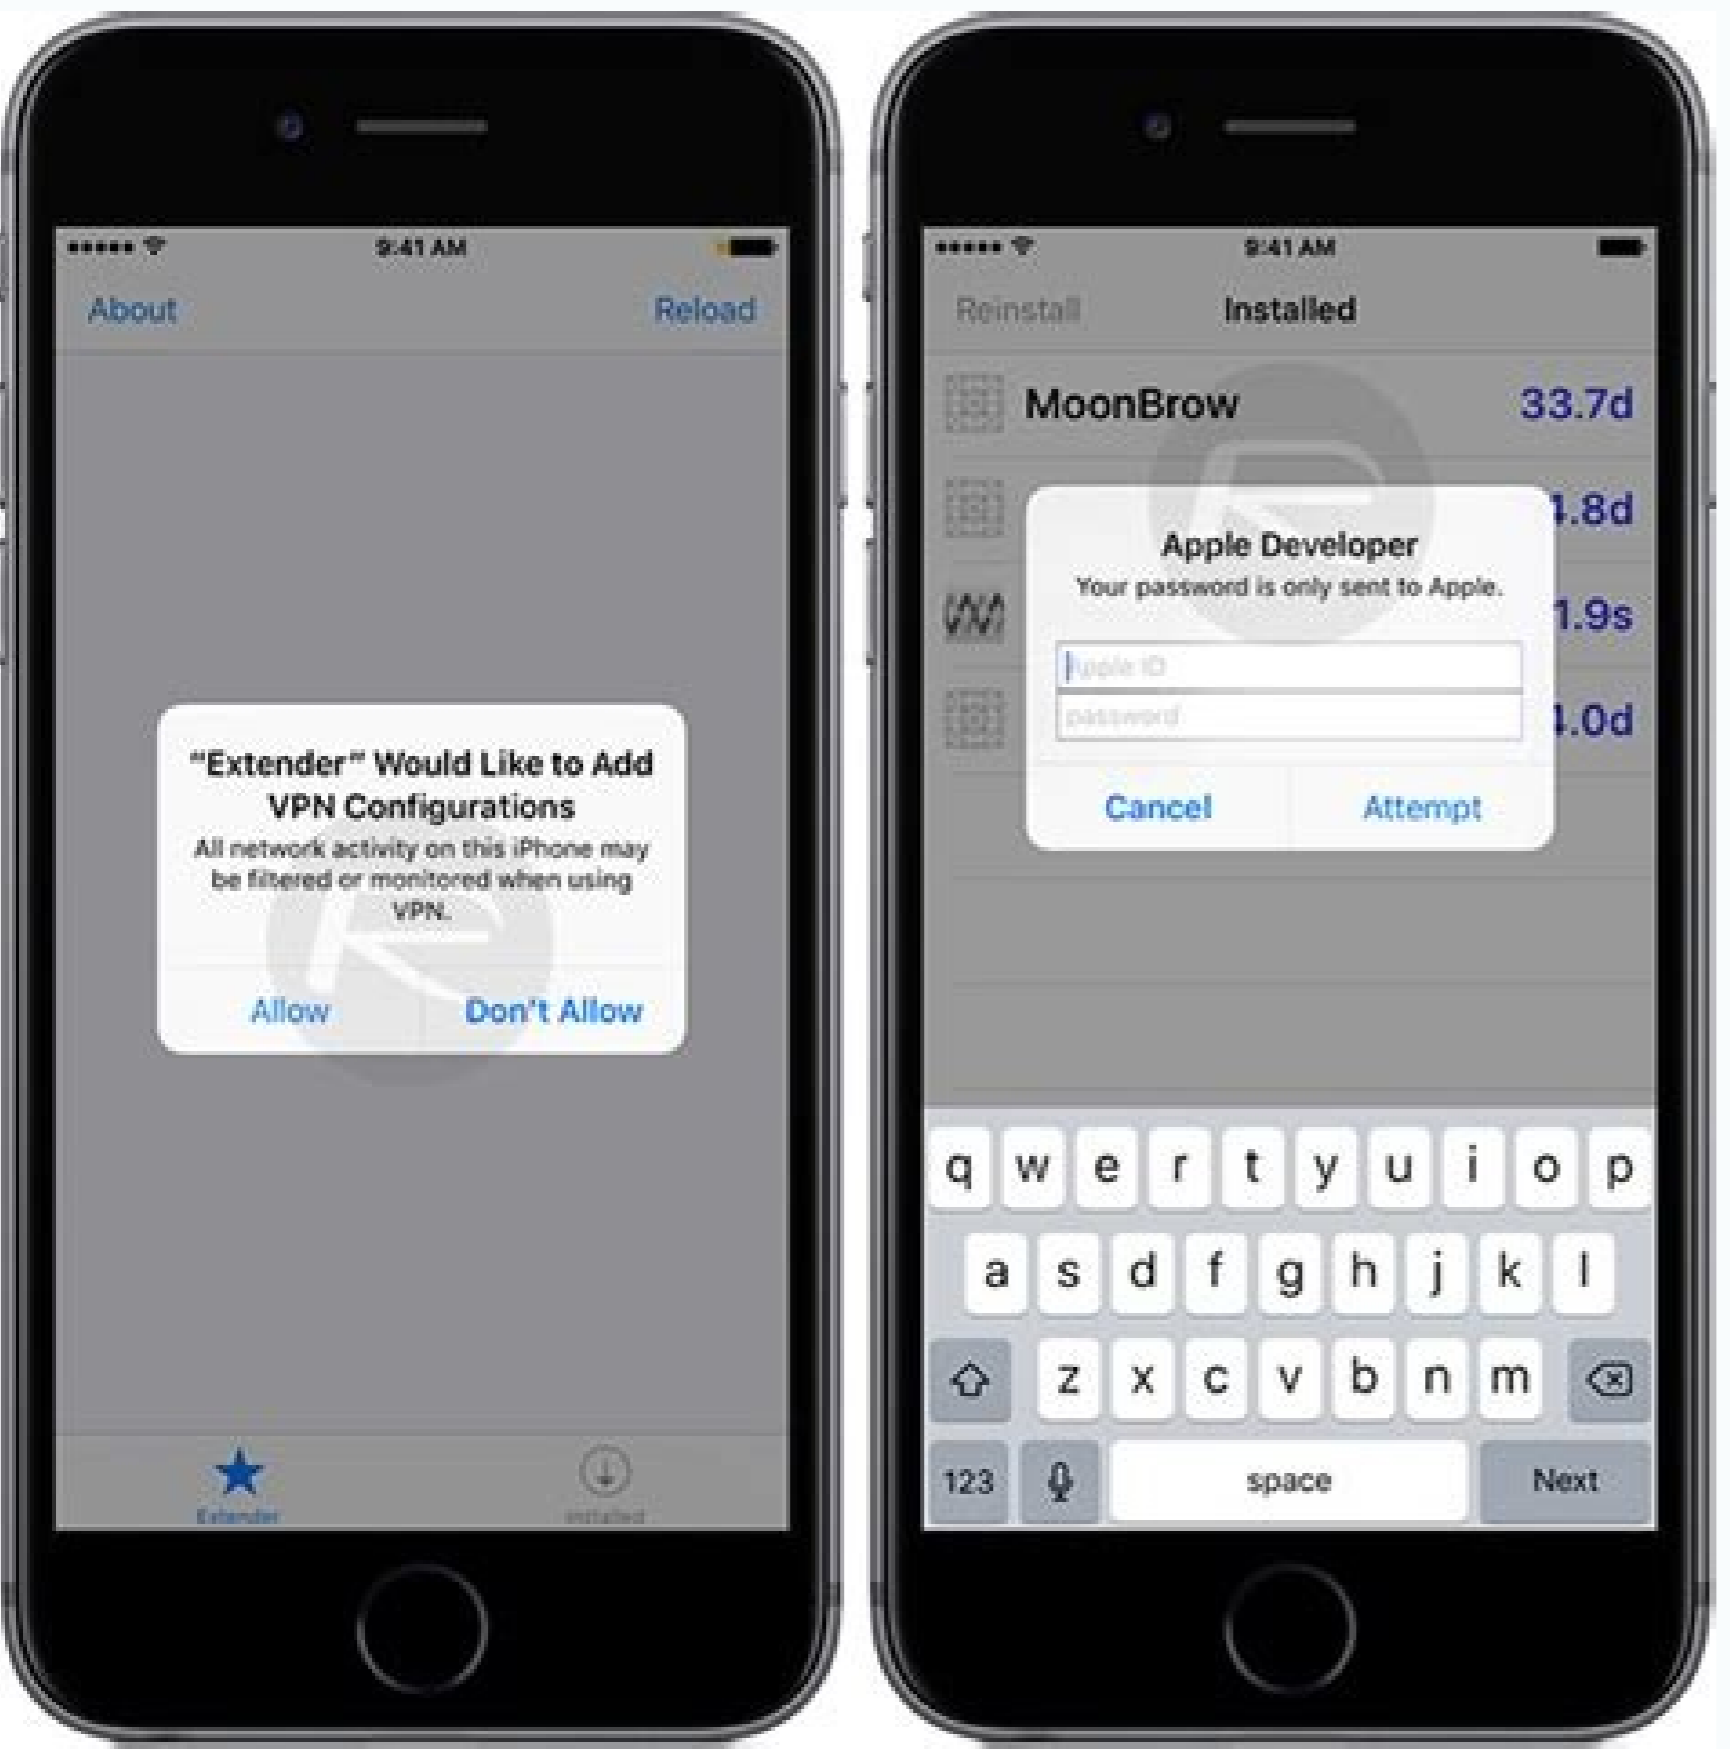 9:41 AM
About
Reload
"Extender" Would Like to Add
VPN Configurations
All network activity on this iPhone may
be filtered or monitored when using
VPN.
Allow
Don't Allow
Extender
Installed
9:41 AM
Reinstall
Installed
MoonBrow
33.7d
.8d
Apple Developer
Your password is only sent to Apple.
1.9s
Apple ID
password
.0d
Cancel
Attempt
q w e r t y u i o p
a s d f g h j k l
z x c v b n m
123
space
Next